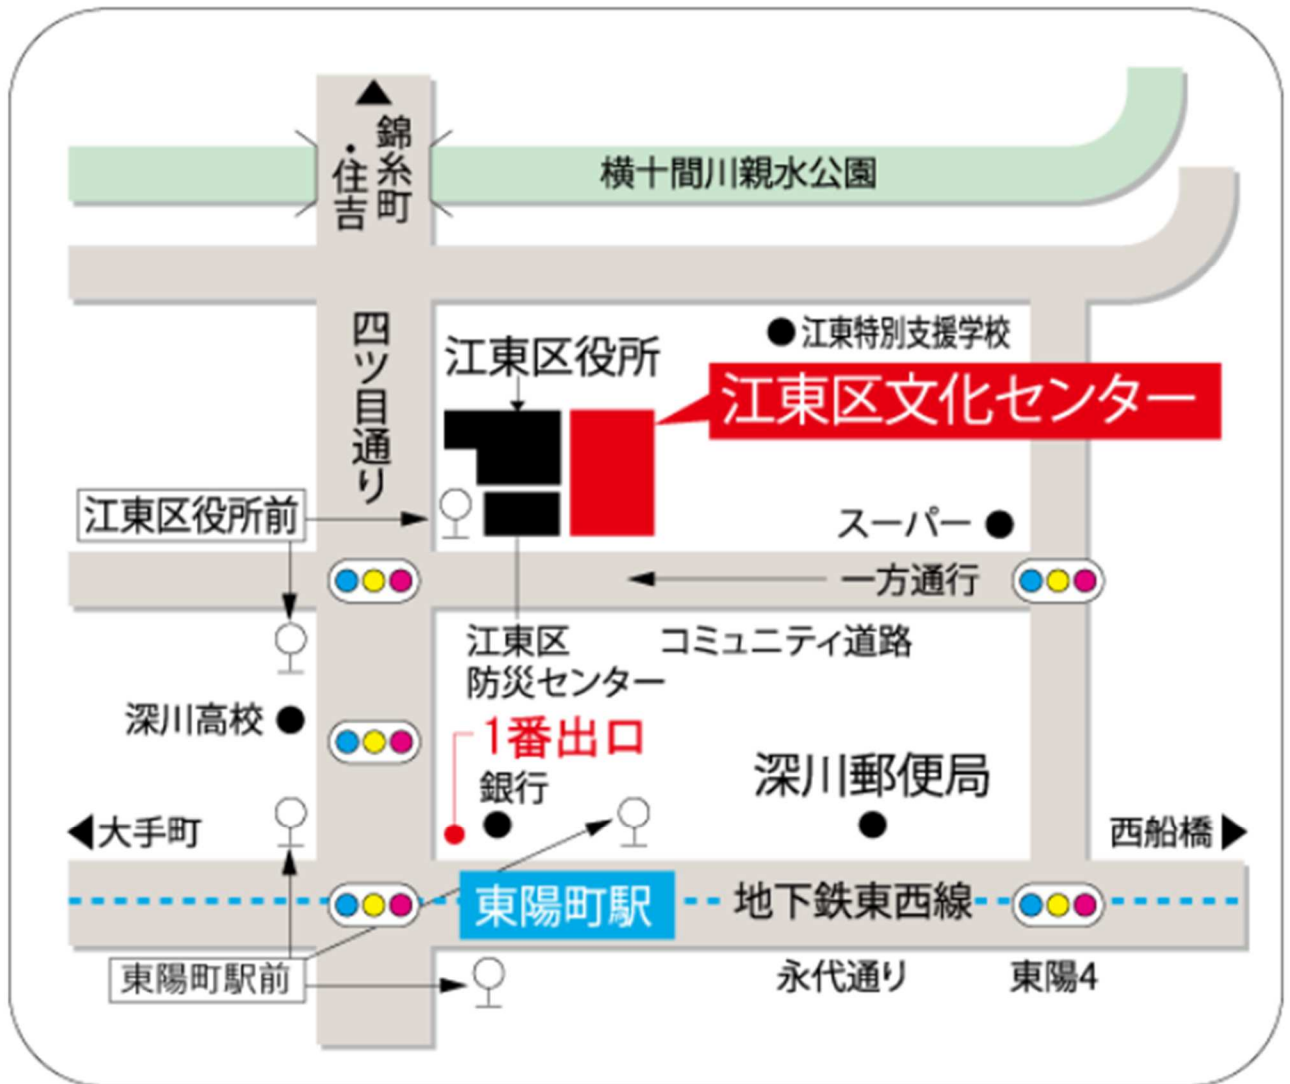 錦糸町
・住吉
横十間川親水公園
四ツ目通り
江東特別支援学校
江東区役所
江東区文化センター
江東区役所前
スーパー
一方通行
江東区
防災センター
コミュニティ道路
深川高校
1番出口
銀行
深川郵便局
大手町
西船橋
東陽町駅
地下鉄東西線
東陽町駅前
永代通り
東陽4